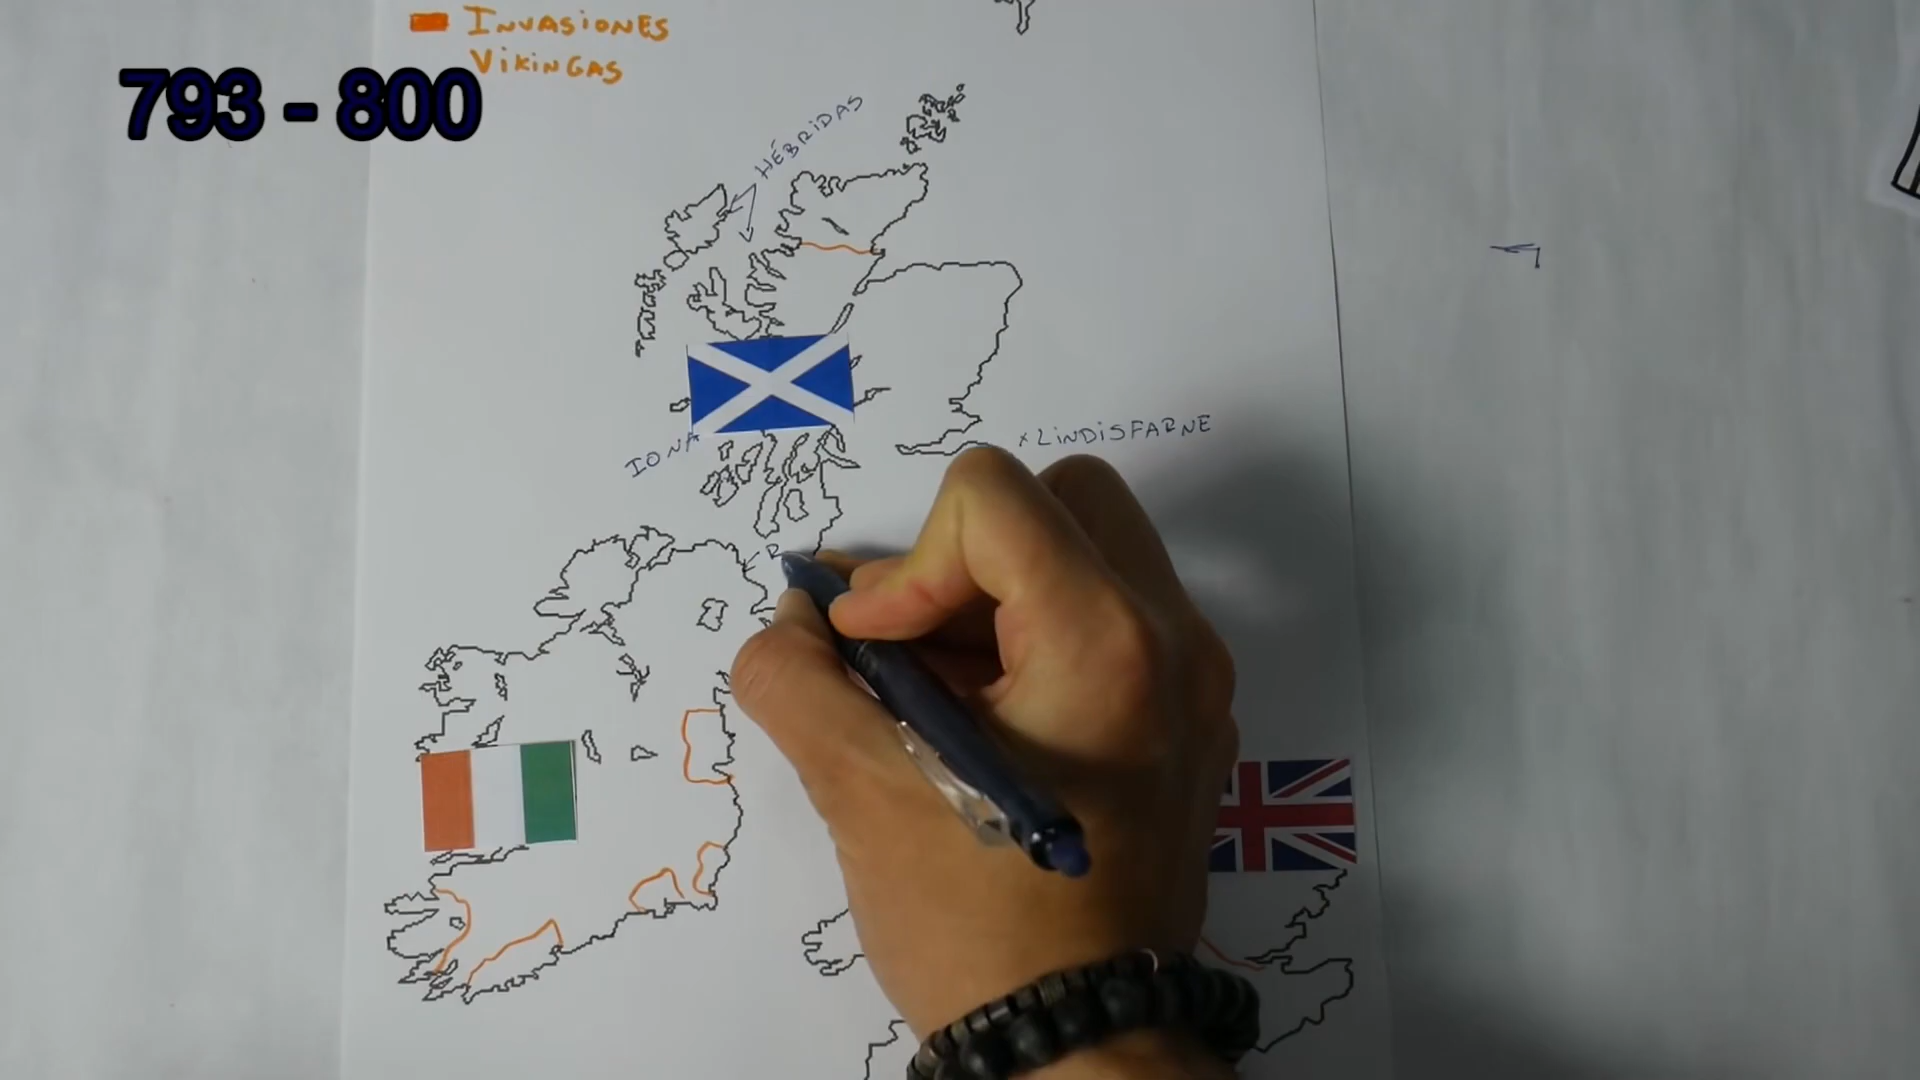 INVASIONES
VIKINGAS
793 - 800
HÉBRIDAS
IONA
x LINDISFARNE
R